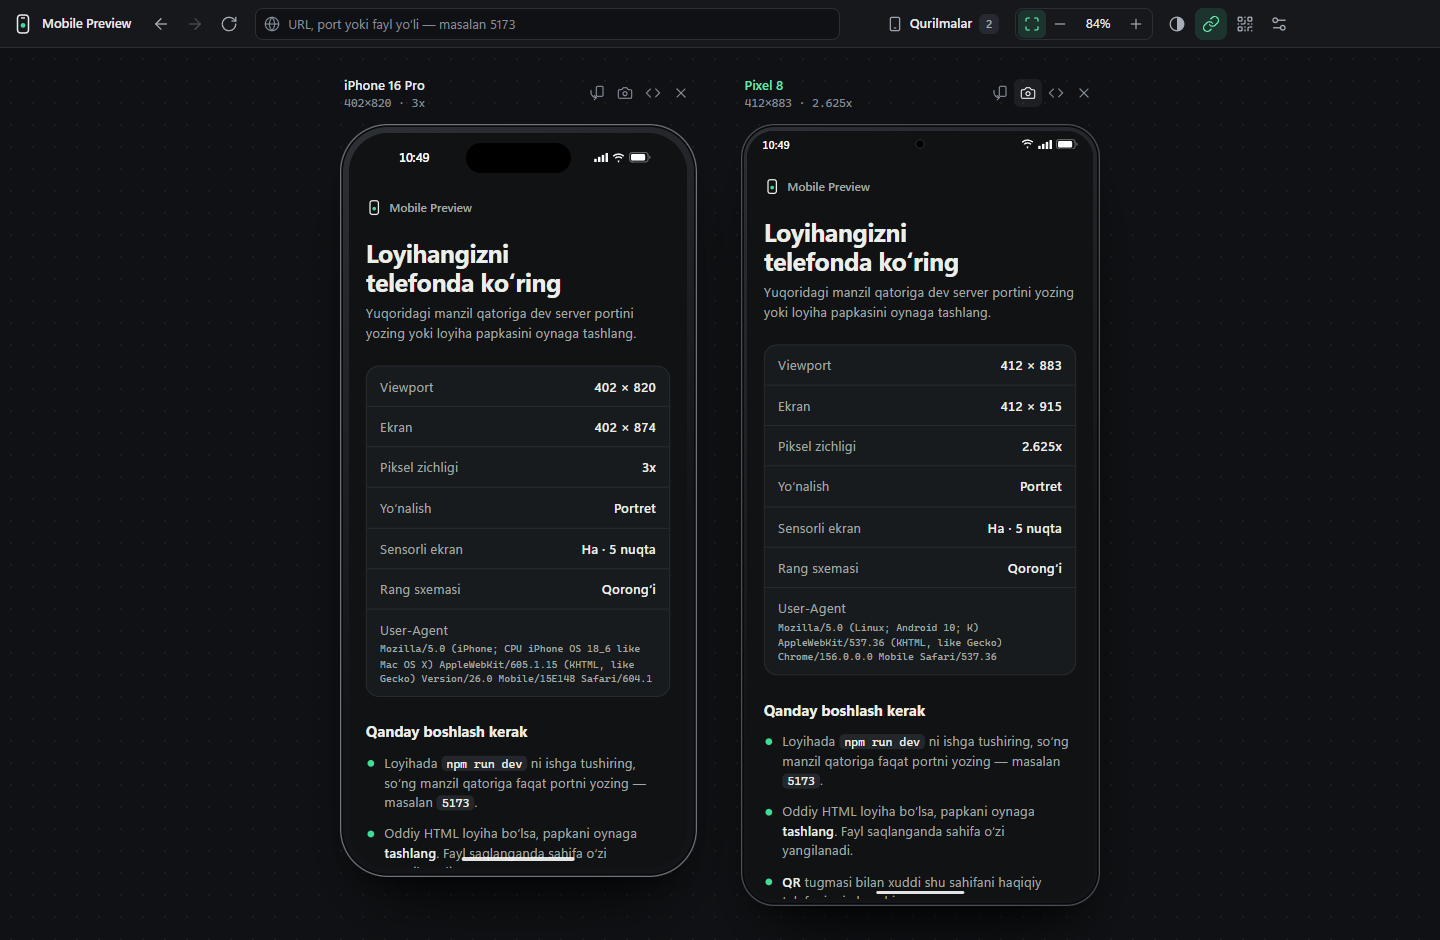 Mobile Preview
URL, port yoki fayl yo‘li — masalan 5173
Qurilmalar 2
84%
iPhone 16 Pro
402×820 · 3x
10:49
Mobile Preview
Loyihangizni
telefonda ko‘ring
Yuqoridagi manzil qatoriga dev server portini
yozing yoki loyiha papkasini oynaga tashlang.
Viewport 402 × 820
Ekran 402 × 874
Piksel zichligi 3x
Yo‘nalish Portret
Sensorli ekran Ha · 5 nuqta
Rang sxemasi Qorong‘i
User-Agent
Mozilla/5.0 (iPhone; CPU iPhone OS 18_6 like
Mac OS X) AppleWebKit/605.1.15 (KHTML, like
Gecko) Version/26.0 Mobile/15E148 Safari/604.1
Qanday boshlash kerak
Loyihada npm run dev ni ishga tushiring,
so‘ng manzil qatoriga faqat portni yozing —
masalan 5173.
Oddiy HTML loyiha bo‘lsa, papkani oynaga
tashlang. Fayl saqlanganda sahifa o‘zi
Pixel 8
412×883 · 2.625x
10:49
Mobile Preview
Loyihangizni
telefonda ko‘ring
Yuqoridagi manzil qatoriga dev server portini yozing
yoki loyiha papkasini oynaga tashlang.
Viewport 412 × 883
Ekran 412 × 915
Piksel zichligi 2.625x
Yo‘nalish Portret
Sensorli ekran Ha · 5 nuqta
Rang sxemasi Qorong‘i
User-Agent
Mozilla/5.0 (Linux; Android 10; K)
AppleWebKit/537.36 (KHTML, like Gecko)
Chrome/156.0.0.0 Mobile Safari/537.36
Qanday boshlash kerak
Loyihada npm run dev ni ishga tushiring, so‘ng
manzil qatoriga faqat portni yozing — masalan
5173.
Oddiy HTML loyiha bo‘lsa, papkani oynaga
tashlang. Fayl saqlanganda sahifa o‘zi
yangilanadi.
QR tugmasi bilan xuddi shu sahifani haqiqiy